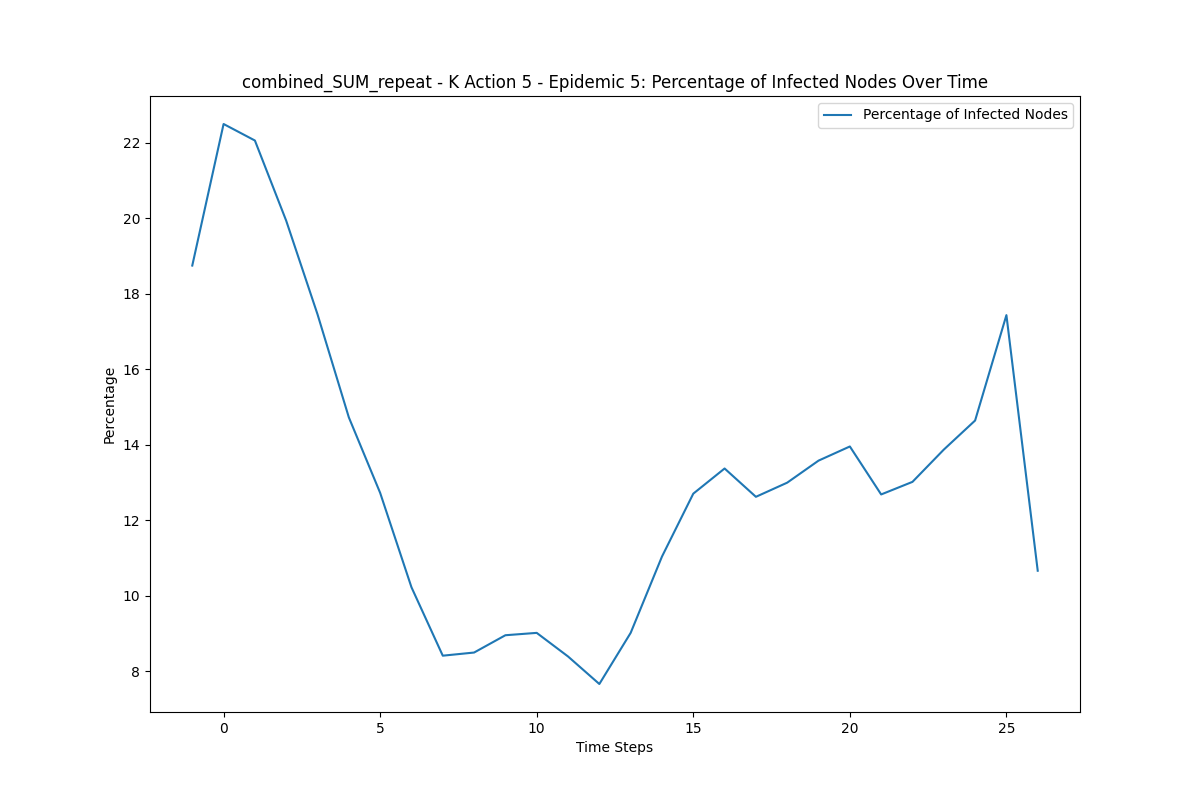 combined_SUM_repeat - K Action 5 - Epidemic 5: Percentage of Infected Nodes Over Time
Percentage of Infected Nodes
22
20
18
16
14
12
10
8
Percentage
0 5 10 15 20 25
Time Steps